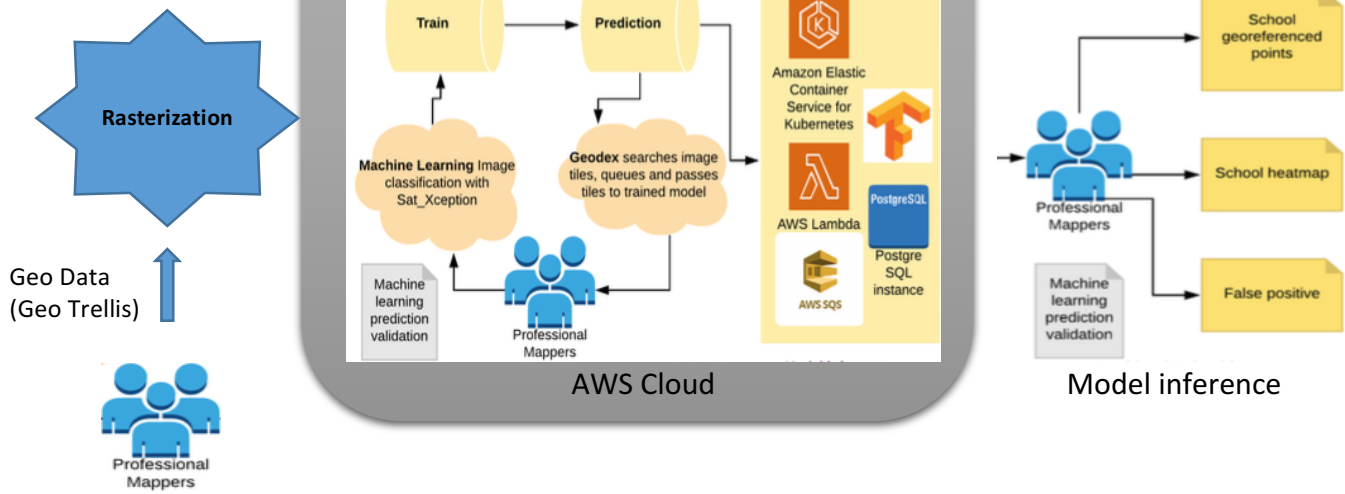 Rasterization
Geo Data
(Geo Trellis)
Professional
Mappers
Train
Prediction
Machine Learning Image
classification with
Sat_Xception
Geodex searches image
tiles, queues and passes
tiles to trained model
Machine
learning
prediction
validation
Professional
Mappers
Amazon Elastic
Container
Service for
Kubernetes
AWS Lambda
PostgreSQL
Postgre
SQL
instance
AWS SQS
AWS Cloud
Professional
Mappers
Machine
learning
prediction
validation
School
georeferenced
points
School heatmap
False positive
Model inference